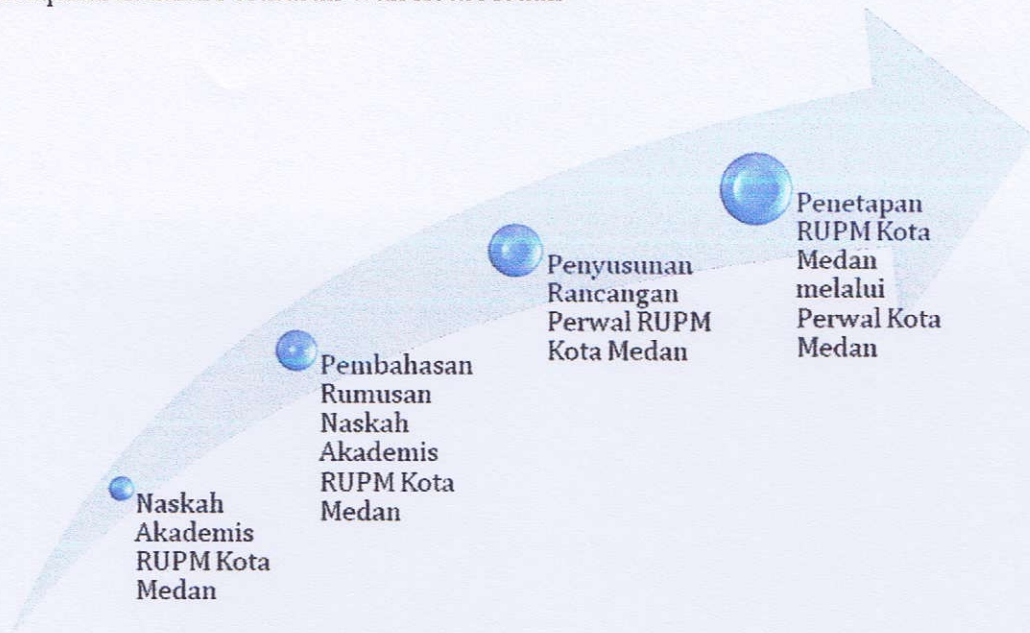 Naskah
Akademis
RUPM Kota
Medan
Pembahasan
Rumusan
Naskah
Akademis
RUPM Kota
Medan
Penyusunan
Rancangan
Perwal RUPM
Kota Medan
Penetapan
RUPM Kota
Medan
melalui
Perwal Kota
Medan